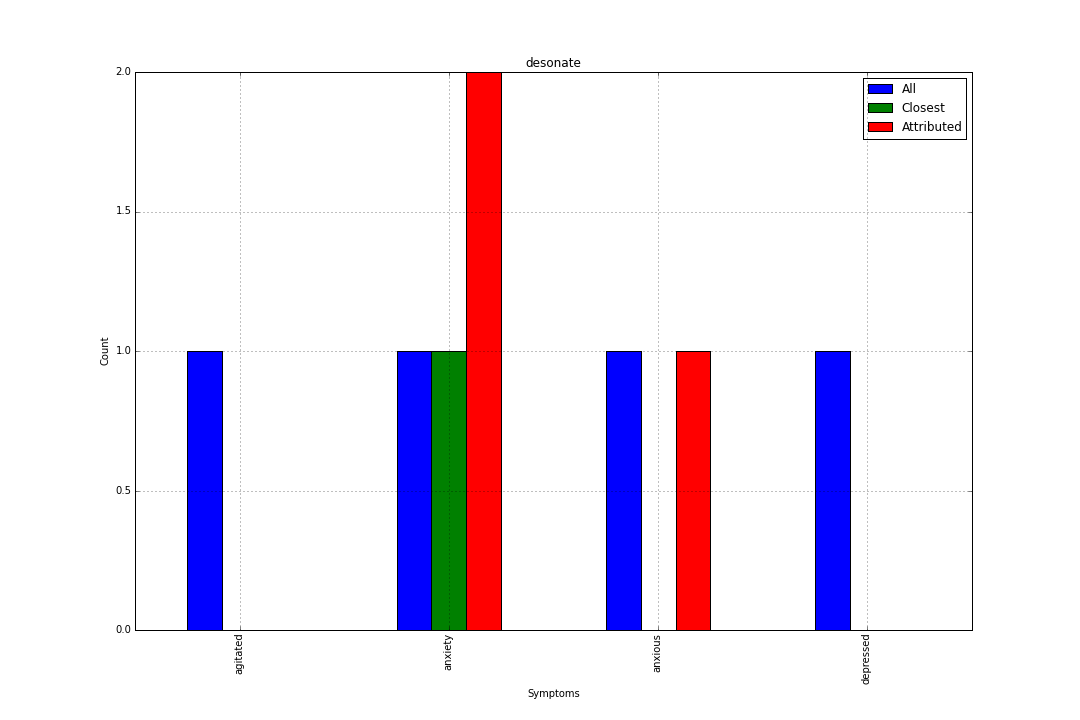 desonate
All
Closest
Attributed
2.0
1.5
1.0
0.5
0.0
Count
agitated
anxiety
anxious
depressed
Symptoms